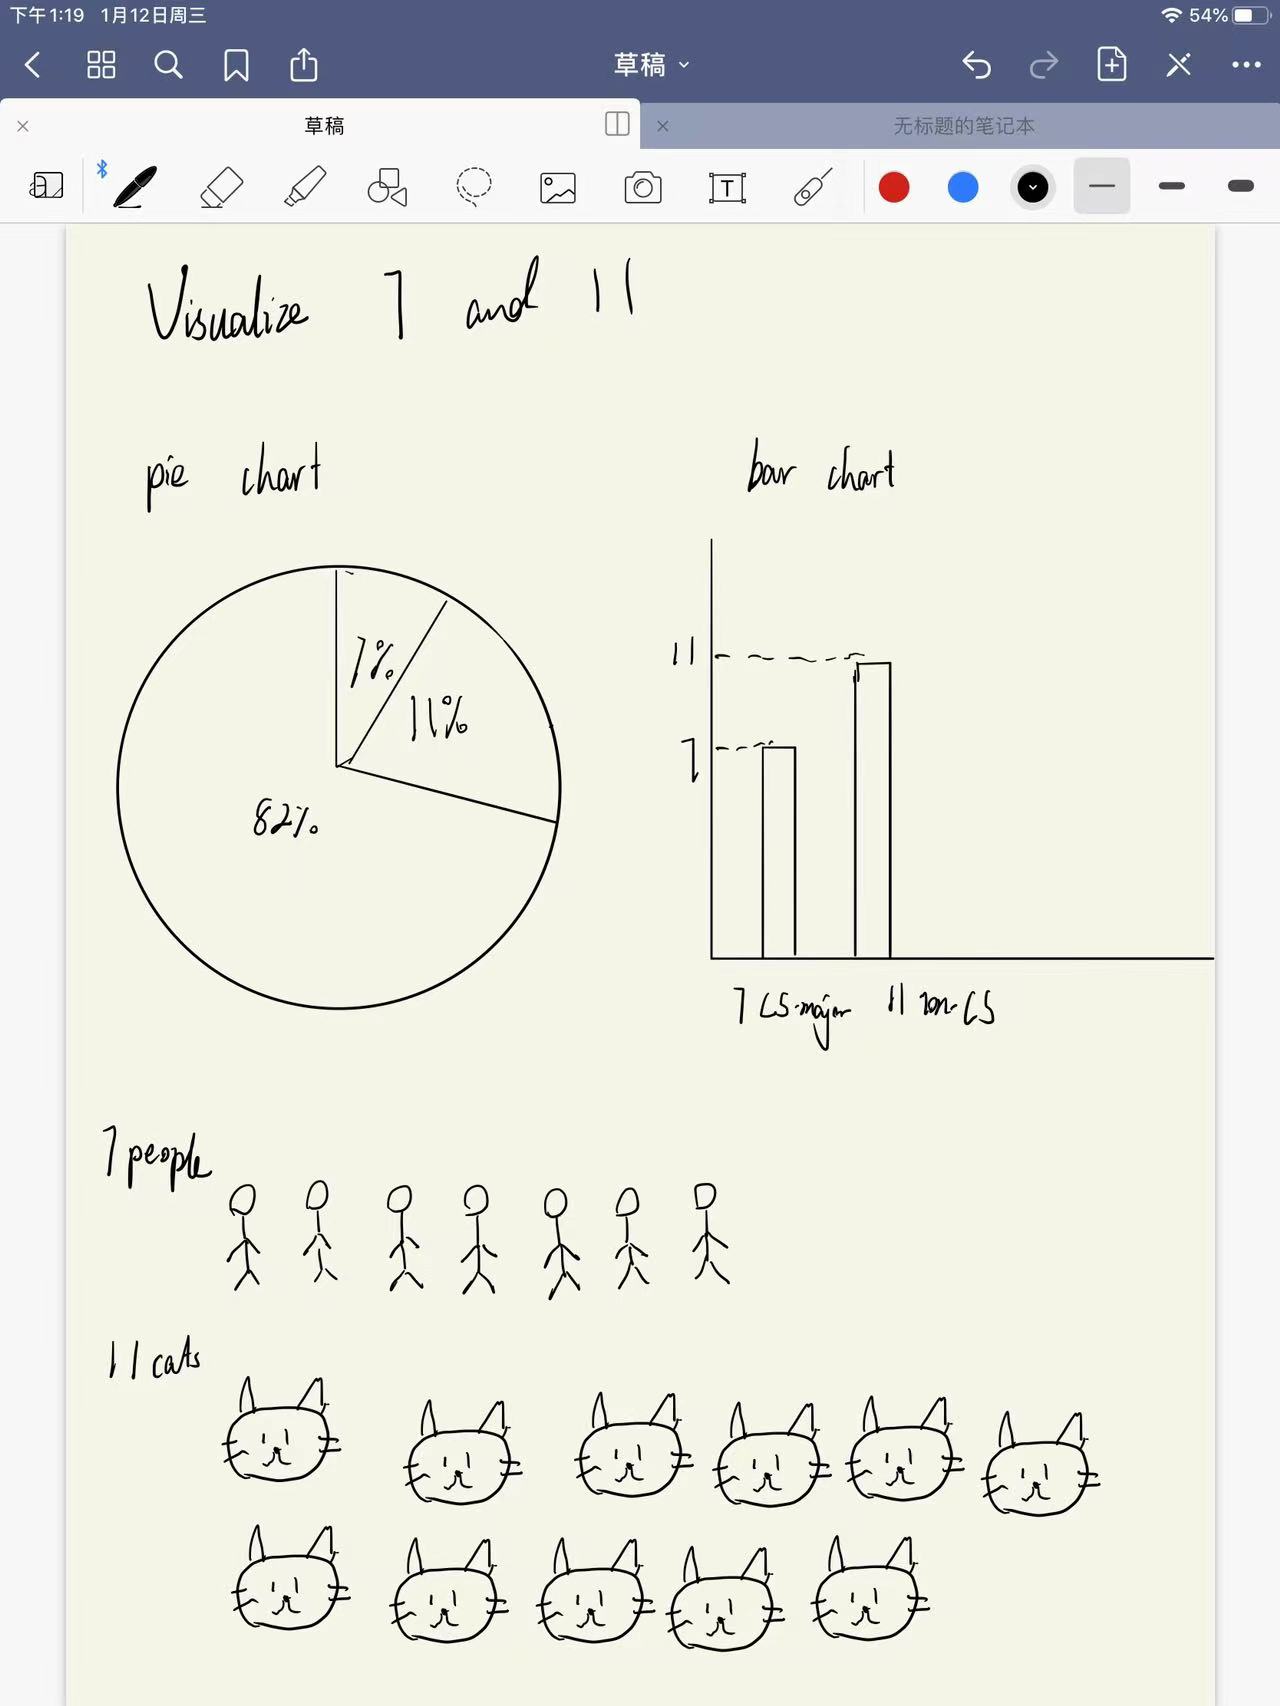 下午1:19 1月12日周三 54%
草稿
草稿 无标题的笔记本
T
Visualize 7 and 11
pie chart
bar chart
7%
11%
82%
11
7
7 CS-major 11 non-CS
7 people
11 cats